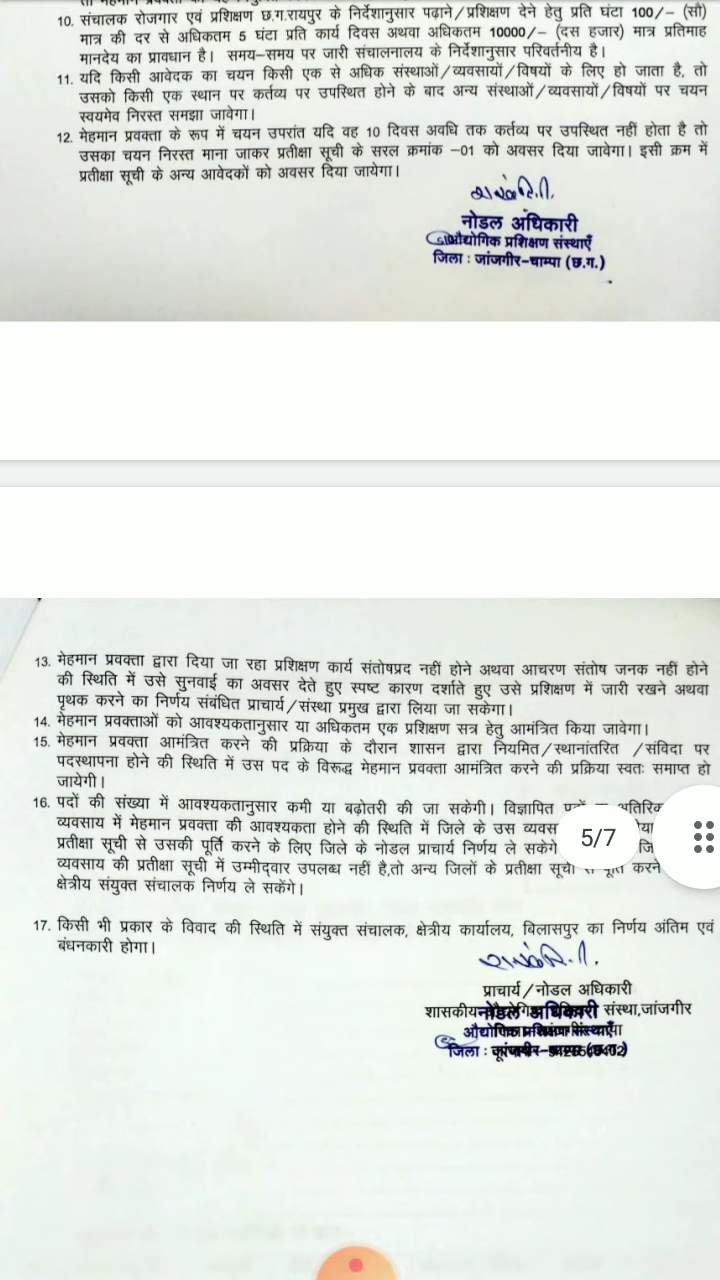 10. संचालक रोजगार एवं प्रशिक्षण छ.ग.रायपुर के निर्देशानुसार पढ़ाने/प्रशिक्षण देने हेतु प्रति घंटा 100/– (सौ)
मात्र की दर से अधिकतम 5 घंटा प्रति कार्य दिवस अथवा अधिकतम 10000/– (दस हजार) मात्र प्रतिमाह
मानदेय का प्रावधान है। समय–समय पर जारी संचालनालय के निर्देशानुसार परिवर्तनीय है।
11. यदि किसी आवेदक का चयन किसी एक से अधिक संस्थाओं/व्यवसायों/विषयों के लिए हो जाता है, तो
उसको किसी एक स्थान पर कर्तव्य पर उपस्थित होने के बाद अन्य संस्थाओं/व्यवसायों/विषयों पर चयन
स्वयमेव निरस्त समझा जावेगा।
12. मेहमान प्रवक्ता के रूप में चयन उपरांत यदि वह 10 दिवस अवधि तक कर्तव्य पर उपस्थित नहीं होता है तो
उसका चयन निरस्त माना जाकर प्रतीक्षा सूची के सरल क्रमांक –01 को अवसर दिया जावेगा। इसी क्रम में
प्रतीक्षा सूची के अन्य आवेदकों को अवसर दिया जायेगा।
नोडल अधिकारी
औद्योगिक प्रशिक्षण संस्थाएँ
जिला : जांजगीर–चाम्पा (छ.ग.)
13. मेहमान प्रवक्ता द्वारा दिया जा रहा प्रशिक्षण कार्य संतोषप्रद नहीं होने अथवा आचरण संतोष जनक नहीं होने
की स्थिति में उसे सुनवाई का अवसर देते हुए स्पष्ट कारण दर्शाते हुए उसे प्रशिक्षण में जारी रखने अथवा
पृथक करने का निर्णय संबंधित प्राचार्य/संस्था प्रमुख द्वारा लिया जा सकेगा।
14. मेहमान प्रवक्ताओं को आवश्यकतानुसार या अधिकतम एक प्रशिक्षण सत्र हेतु आमंत्रित किया जावेगा।
15. मेहमान प्रवक्ता आमंत्रित करने की प्रक्रिया के दौरान शासन द्वारा नियमित/स्थानांतरित /संविदा पर
पदस्थापना होने की स्थिति में उस पद के विरूद्ध मेहमान प्रवक्ता आमंत्रित करने की प्रक्रिया स्वतः समाप्त हो
जायेगी।
16. पदों की संख्या में आवश्यकतानुसार कमी या बढ़ोतरी की जा सकेगी। विज्ञापित
व्यवसाय में मेहमान प्रवक्ता की आवश्यकता होने की स्थिति में जिले के उस
प्रतीक्षा सूची से उसकी पूर्ति करने के लिए जिले के नोडल प्राचार्य निर्णय ले सकेगे 5/7
व्यवसाय की प्रतीक्षा सूची में उम्मीदवार उपलब्ध नहीं है,तो अन्य जिलों के प्रतीक्षा सूची करने
क्षेत्रीय संयुक्त संचालक निर्णय ले सकेंगे।
17. किसी भी प्रकार के विवाद की स्थिति में संयुक्त संचालक, क्षेत्रीय कार्यालय, बिलासपुर का निर्णय अंतिम एवं
बंधनकारी होगा।
प्राचार्य/नोडल अधिकारी
शासकीय नोडल अधिकारी संस्था,जांजगीर
औद्योगिक प्रशिक्षण संस्थाएँ
जिला :